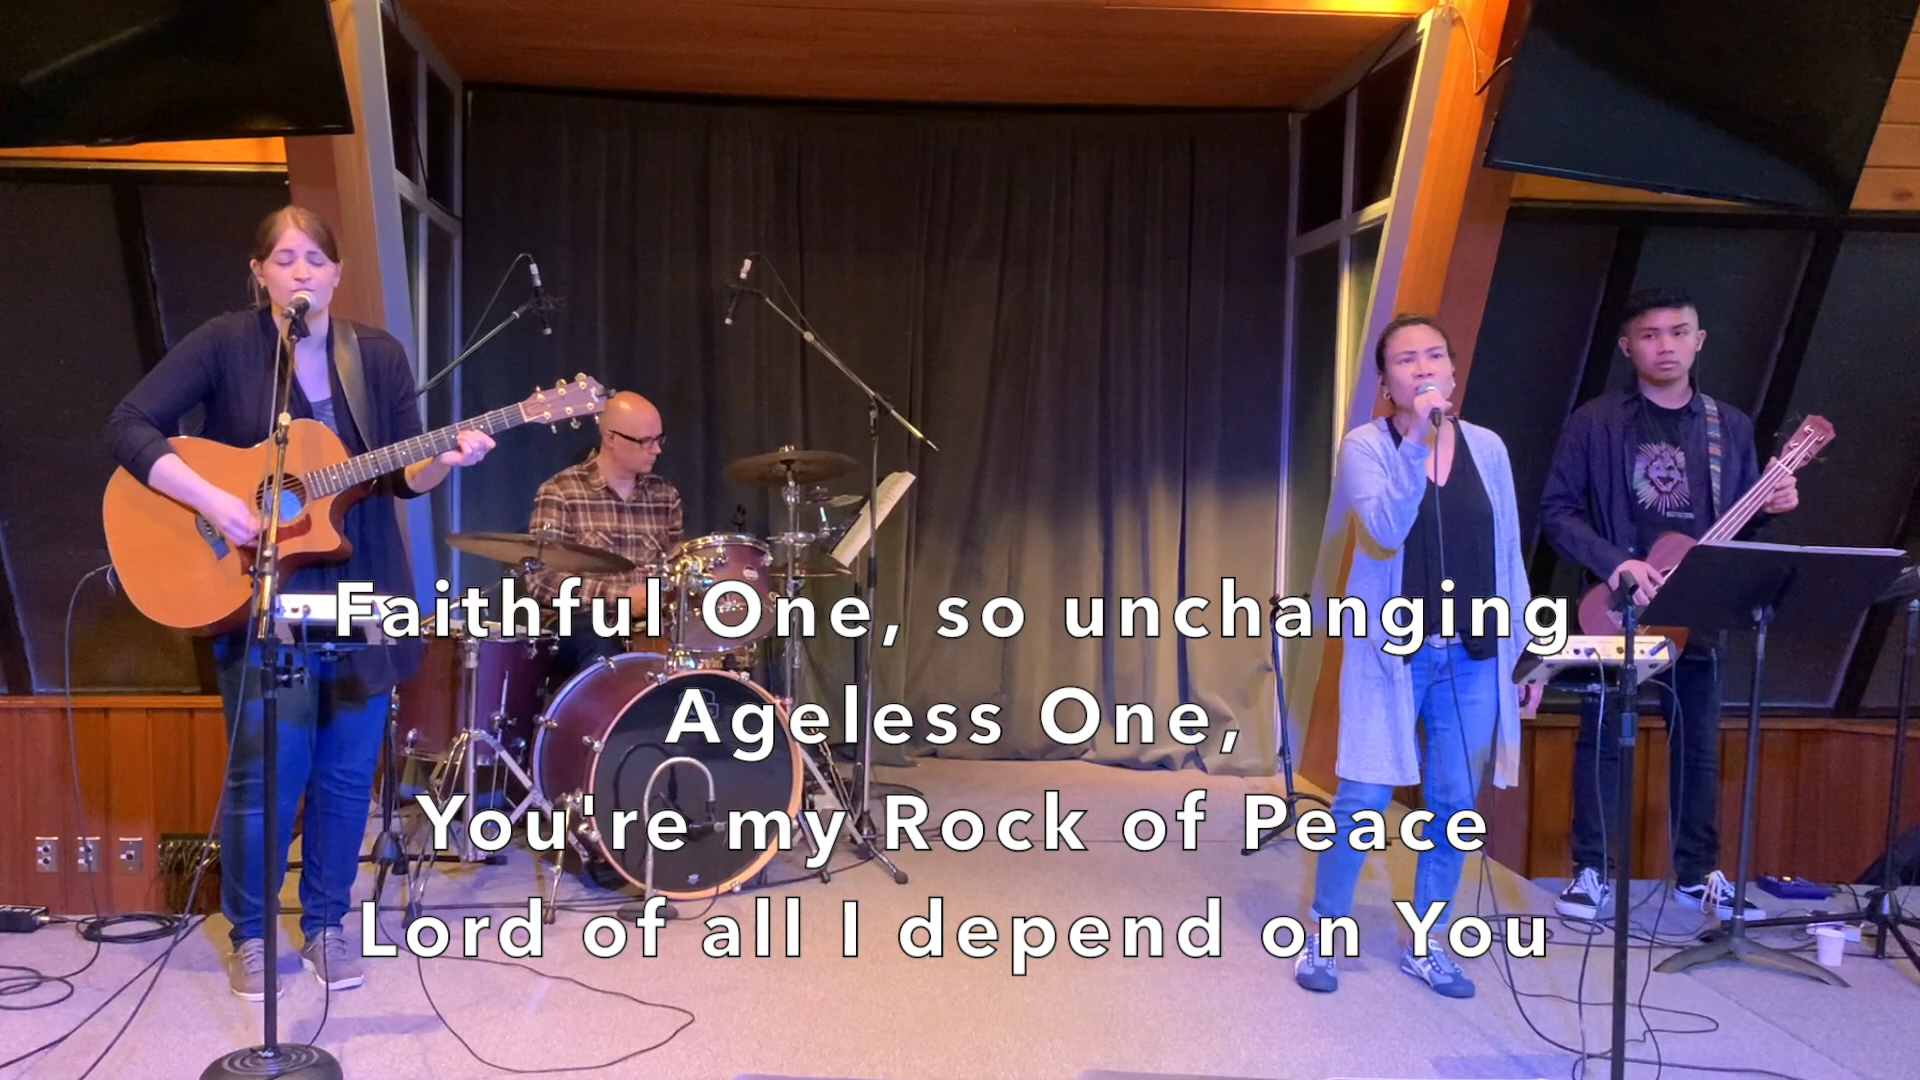 Faithful One, so unchanging
Ageless One,
You're my Rock of Peace
Lord of all I depend on You